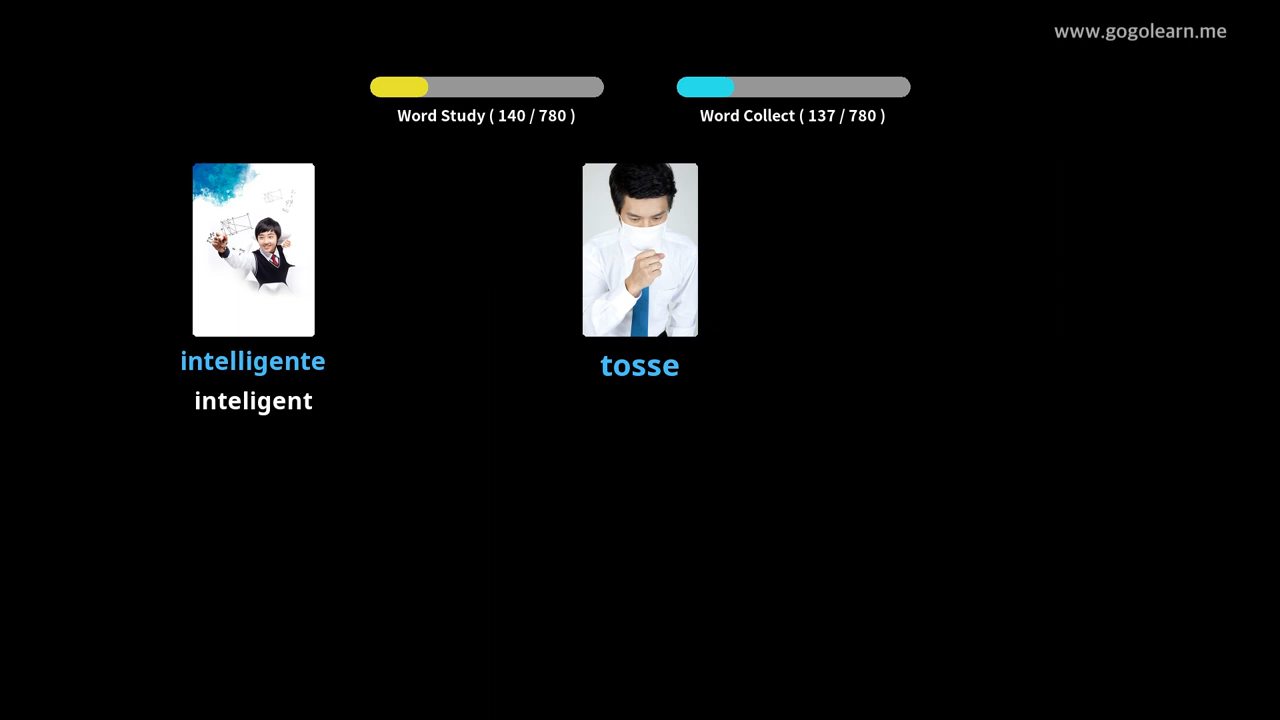 www.gogolearn.me
Word Study ( 140 / 780 )
Word Collect ( 137 / 780 )
intelligente
inteligent
tosse